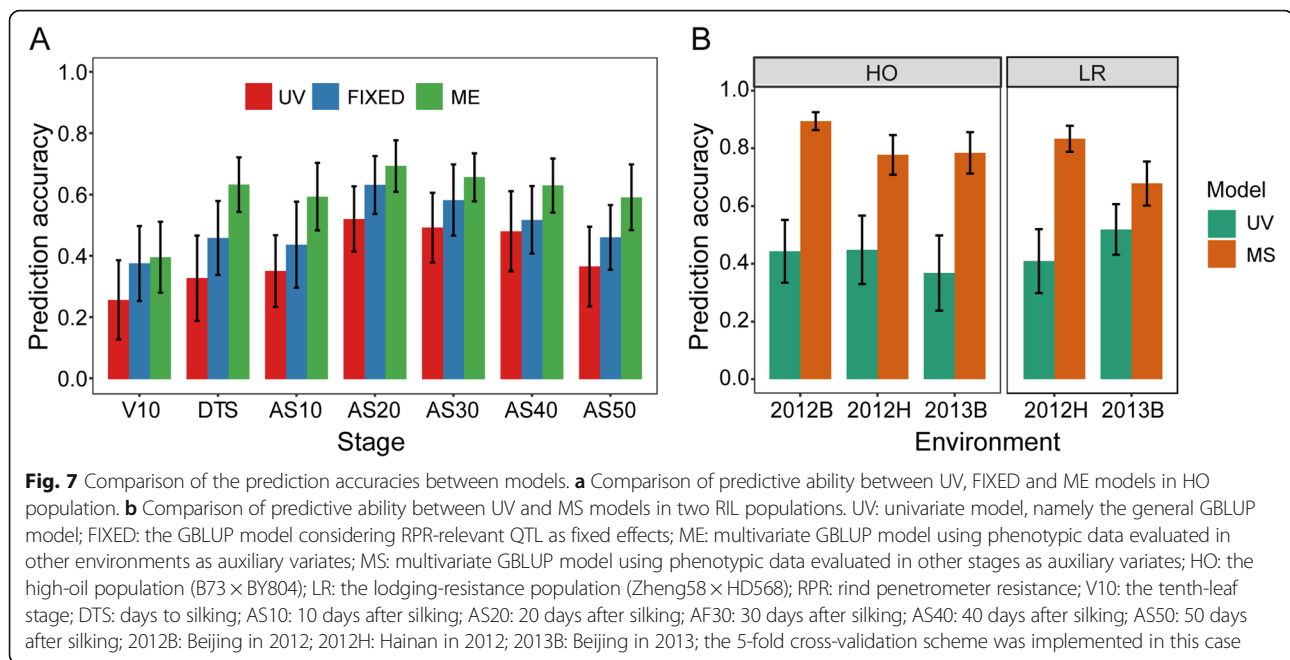 A
Prediction accuracy
1.0
0.8
0.6
0.4
0.2
0.0
UV FIXED ME
V10 DTS AS10 AS20 AS30 AS40 AS50
Stage
B
Prediction accuracy
1.0
0.8
0.6
0.4
0.2
0.0
HO LR
2012B 2012H 2013B 2012H 2013B
Environment
Model
UV
MS
Fig. 7 Comparison of the prediction accuracies between models. a Comparison of predictive ability between UV, FIXED and ME models in HO
population. b Comparison of predictive ability between UV and MS models in two RIL populations. UV: univariate model, namely the general GBLUP
model; FIXED: the GBLUP model considering RPR-relevant QTL as fixed effects; ME: multivariate GBLUP model using phenotypic data evaluated in
other environments as auxiliary variates; MS: multivariate GBLUP model using phenotypic data evaluated in other stages as auxiliary variates; HO: the
high-oil population (B73 × BY804); LR: the lodging-resistance population (Zheng58 × HD568); RPR: rind penetrometer resistance; V10: the tenth-leaf
stage; DTS: days to silking; AS10: 10 days after silking; AS20: 20 days after silking; AF30: 30 days after silking; AS40: 40 days after silking; AS50: 50 days
after silking; 2012B: Beijing in 2012; 2012H: Hainan in 2012; 2013B: Beijing in 2013; the 5-fold cross-validation scheme was implemented in this case